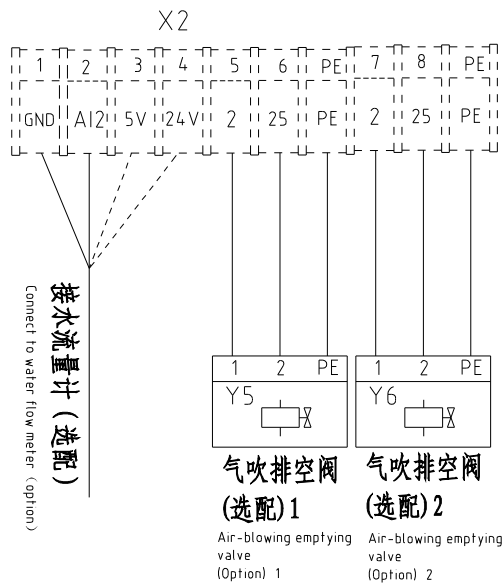 X2
1 2 3 4 5 6 PE 7 8 PE
GND AI2 5V 24V 2 25 PE 2 25 PE
接水流量计(选配)
Connect to water flow meter (option)
1 2 PE
Y5
气吹排空阀
(选配)1
Air-blowing emptying
valve
(Option) 1
1 2 PE
Y6
气吹排空阀
(选配)2
Air-blowing emptying
valve
(Option) 2